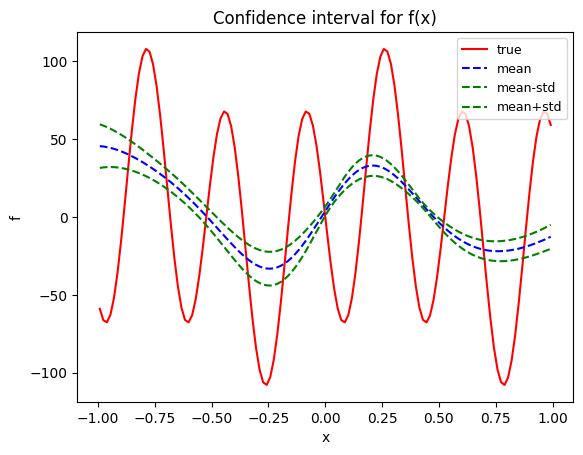 Confidence interval for f(x)
true
mean
mean-std
mean+std
f
100
50
0
−50
−100
−1.00
−0.75
−0.50
−0.25
0.00
0.25
0.50
0.75
1.00
x